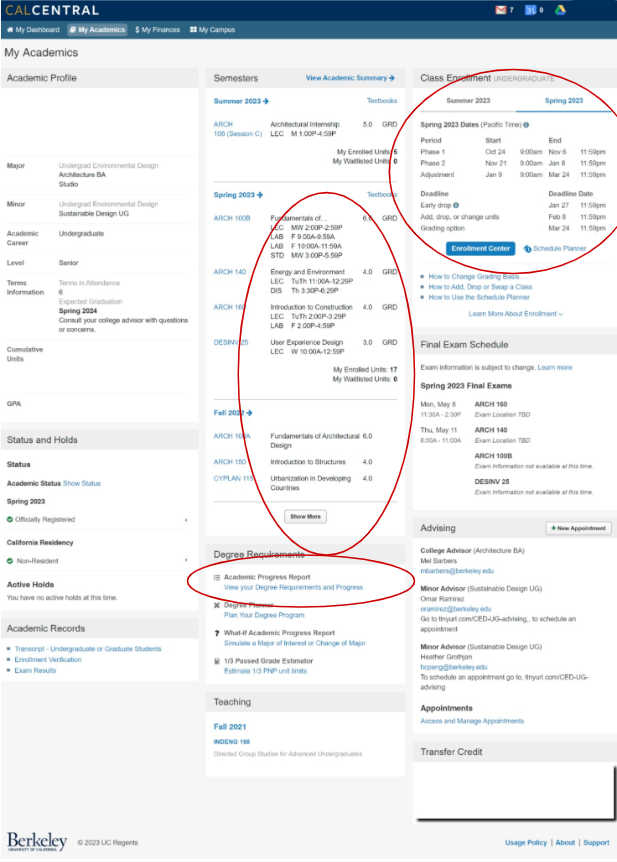 CALCENTRAL
7
31 0
My Dashboard
My Academics
$ My Finances
My Campus
My Academics
Academic Profile
Major
Undergrad Environmental Design
Architecture BA
Studio
Minor
Undergrad Environmental Design
Sustainable Design UG
Academic Career
Undergraduate
Level
Senior
Terms Information
Terms in Attendance
6
Expected Graduation
Spring 2024
Consult your college advisor with questions
or concerns.
Cumulative
Units
GPA
Status and Holds
Status
Academic Status Show Status
Spring 2023
Officially Registered
California Residency
Non-Resident
Active Holds
You have no active holds at this time.
Academic Records
Transcript - Undergraduate or Graduate Students
Enrollment Verification
Exam Results
Semesters
View Academic Summary
Summer 2023
Textbooks
ARCH
108 (Session C)
Architectural Internship 5.0 GRD
LEC M 1:00P-4:59P
My Enrolled Units: 5
My Waitlisted Units: 0
Spring 2023
Textbooks
ARCH 100B Fundamentals of... 6.0 GRD
LEC MW 2:00P-2:59P
LAB F 9:00A-9:59A
LAB F 10:00A-11:59A
STD MW 3:00P-5:59P
ARCH 140 Energy and Environment 4.0 GRD
LEC TuTh 11:00A-12:29P
DIS Th 3:30P-6:29P
ARCH 160 Introduction to Construction 4.0 GRD
LEC TuTh 2:00P-3:29P
LAB F 2:00P-4:59P
DESINV 25 User Experience Design 3.0 GRD
LEC W 10:00A-12:59P
My Enrolled Units: 17
My Waitlisted Units: 0
Fall 2022
ARCH 100A Fundamentals of Architectural 6.0
Design
ARCH 150 Introduction to Structures 4.0
CYPLAN 115 Urbanization in Developing 4.0
Countries
Show More
Degree Requirements
Academic Progress Report
View your Degree Requirements and Progress
Degree Planner
Plan Your Degree Program
? What-if Academic Progress Report
Simulate a Major of Interest or Change of Major
1/3 Passed Grade Estimator
Estimate 1/3 PNP unit limits
Teaching
Fall 2021
INDENG 198
Directed Group Studies for Advanced Undergraduates
Class Enrollment UNDERGRADUATE
Summer 2023
Spring 2023
Spring 2023 Dates (Pacific Time)
Period Start End
Phase 1 Oct 24 9:00am Nov 6 11:59pm
Phase 2 Nov 21 9:00am Jan 8 11:59pm
Adjustment Jan 9 9:00am Mar 24 11:59pm
Deadline Deadline Date
Early drop Jan 27 11:59pm
Add, drop, or change units Feb 8 11:59pm
Grading option Mar 24 11:59pm
Enrollment Center
Schedule Planner
How to Change Grading Basis
How to Add, Drop or Swap a Class
How to Use the Schedule Planner
Learn More About Enrollment
Final Exam Schedule
Exam information is subject to change. Learn more
Spring 2023 Final Exams
Mon, May 8 ARCH 160
11:30A - 2:30P Exam Location TBD
Thu, May 11 ARCH 140
8:00A - 11:00A Exam Location TBD
ARCH 100B
Exam Information not available at this time.
DESINV 25
Exam Information not available at this time.
Advising
+ New Appointment
College Advisor (Architecture BA)
Mel Barbers
mbarbers@berkeley.edu
Minor Advisor (Sustainable Design UG)
Omar Ramirez
oramirez@berkeley.edu
Go to tinyurl.com/CED-UG-advising,. to schedule an
appointment
Minor Advisor (Sustainable Design UG)
Heather Grothjan
hcpeng@berkeley.edu
To schedule an appointment go to, tinyurl.com/CED-UG-
advising
Appointments
Access and Manage Appointments
Transfer Credit
Berkeley
UNIVERSITY OF CALIFORNIA
© 2023 UC Regents
Usage Policy | About | Support